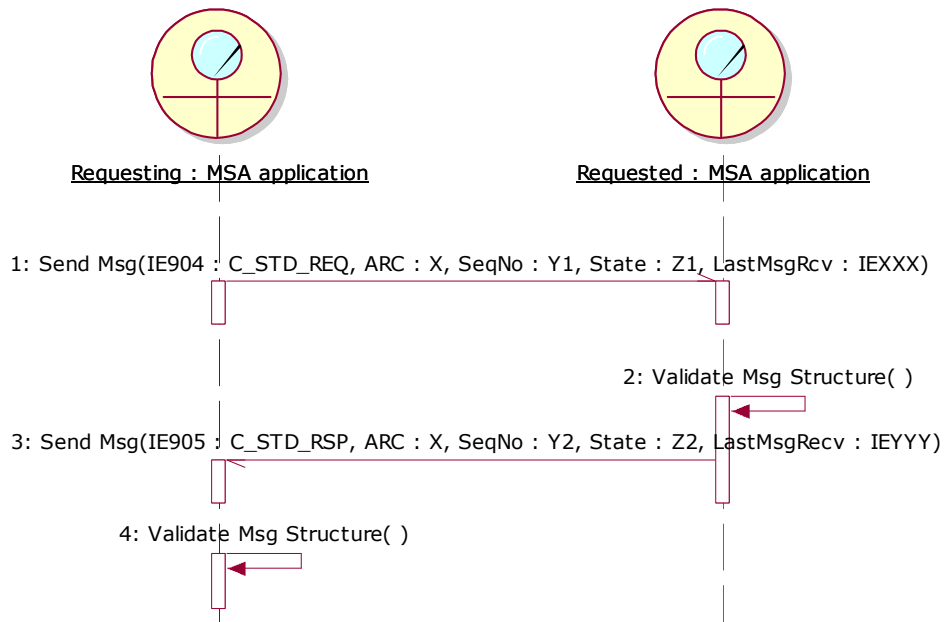 Requesting : MSA application
Requested : MSA application
1: Send Msg(IE904 : C_STD_REQ, ARC : X, SeqNo : Y1, State : Z1, LastMsgRcv : IEXXX)
2: Validate Msg Structure( )
3: Send Msg(IE905 : C_STD_RSP, ARC : X, SeqNo : Y2, State : Z2, LastMsgRecv : IEYYY)
4: Validate Msg Structure( )